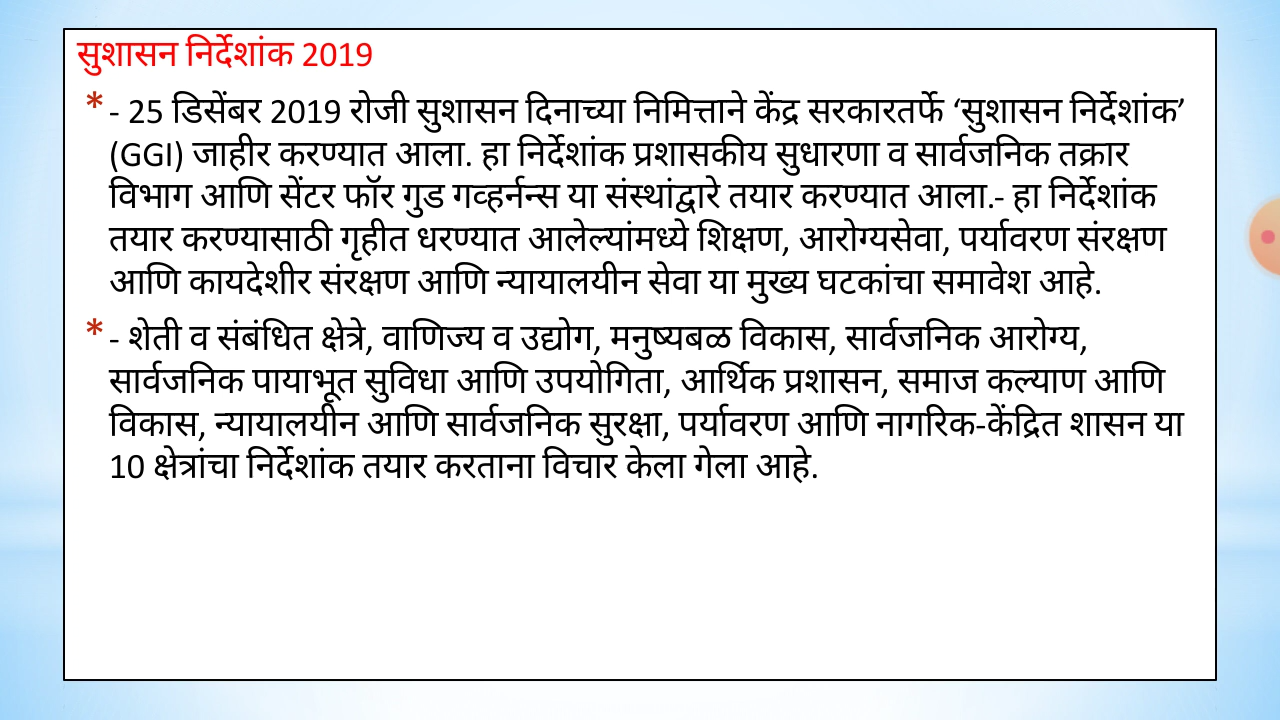 सुशासन निर्देशांक 2019
* - 25 डिसेंबर 2019 रोजी सुशासन दिनाच्या निमित्ताने केंद्र सरकारतर्फे ‘सुशासन निर्देशांक’
(GGI) जाहीर करण्यात आला. हा निर्देशांक प्रशासकीय सुधारणा व सार्वजनिक तक्रार
विभाग आणि सेंटर फॉर गुड गव्हर्नन्स या संस्थांद्वारे तयार करण्यात आला.- हा निर्देशांक
तयार करण्यासाठी गृहीत धरण्यात आलेल्यांमध्ये शिक्षण, आरोग्यसेवा, पर्यावरण संरक्षण
आणि कायदेशीर संरक्षण आणि न्यायालयीन सेवा या मुख्य घटकांचा समावेश आहे.
* - शेती व संबंधित क्षेत्रे, वाणिज्य व उद्योग, मनुष्यबळ विकास, सार्वजनिक आरोग्य,
सार्वजनिक पायाभूत सुविधा आणि उपयोगिता, आर्थिक प्रशासन, समाज कल्याण आणि
विकास, न्यायालयीन आणि सार्वजनिक सुरक्षा, पर्यावरण आणि नागरिक-केंद्रित शासन या
10 क्षेत्रांचा निर्देशांक तयार करताना विचार केला गेला आहे.